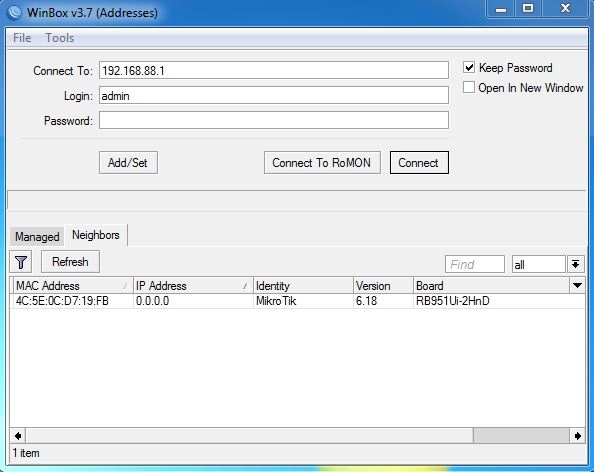 WinBox v3.7 (Addresses)
File Tools
Connect To: 192.168.88.1
Keep Password
Login: admin
Open In New Window
Password:
Add/Set Connect To RoMON Connect
Managed Neighbors
Refresh Find all
MAC Address IP Address Identity Version Board
4C:5E:0C:D7:19:FB 0.0.0.0 MikroTik 6.18 RB951Ui-2HnD
1 item